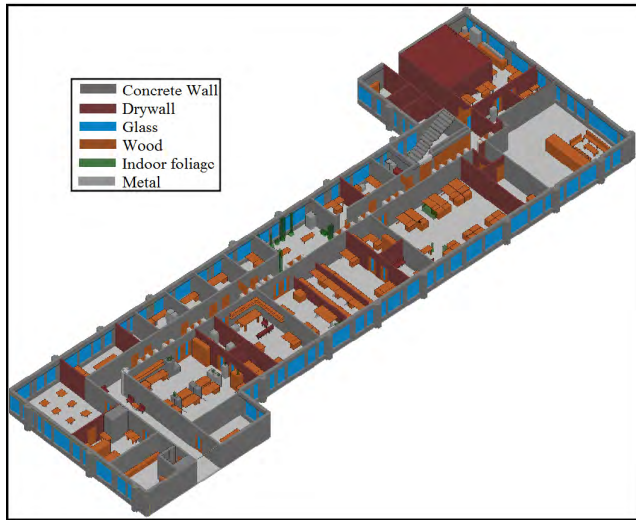 Concrete Wall
Drywall
Glass
Wood
Indoor foliage
Metal